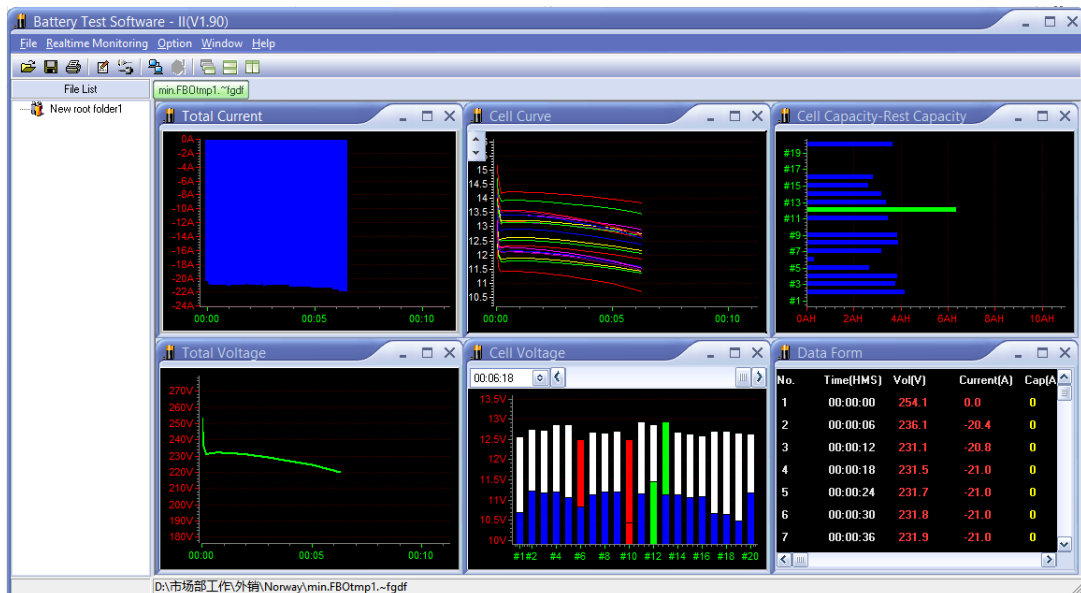 Battery Test Software - II(V1.90)
File Realtime Monitoring Option Window Help
File List
min.FBOtmp1.~fgdf
New root folder1
Total Current
0A
-2A
-4A
-6A
-8A
-10A
-12A
-14A
-16A
-18A
-20A
-22A
-24A
00:00 00:05 00:10
Cell Curve
15
14.5
14
13.5
13
12.5
12
11.5
11
10.5
00:00 00:05 00:10
Cell Capacity-Rest Capacity
#19
#17
#15
#13
#11
#9
#7
#5
#3
#1
0AH 2AH 4AH 6AH 8AH 10AH
Total Voltage
270V
260V
250V
240V
230V
220V
210V
200V
190V
180V
00:00 00:05 00:10
Cell Voltage
00:06:18
13.5V
13V
12.5V
12V
11.5V
11V
10.5V
10V
#1 #2 #4 #6 #8 #10 #12 #14 #16 #18 #20
Data Form
No. Time(HMS) Vol(V) Current(A) Cap(A
1 00:00:00 254.1 0.0 0
2 00:00:06 236.1 -20.4 0
3 00:00:12 231.1 -20.8 0
4 00:00:18 231.5 -21.0 0
5 00:00:24 231.7 -21.0 0
6 00:00:30 231.8 -21.0 0
7 00:00:36 231.9 -21.0 0
D:\市场部工作\外销\Norway\min.FBOtmp1.~fgdf